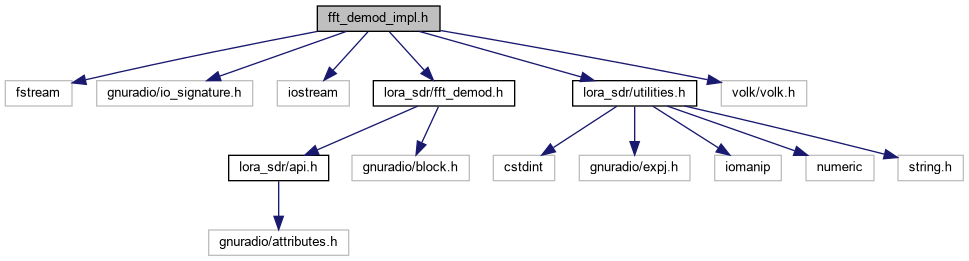 fft_demod_impl.h
fstream
gnuradio/io_signature.h
iostream
lora_sdr/fft_demod.h
lora_sdr/utilities.h
volk/volk.h
lora_sdr/api.h
gnuradio/block.h
cstdint
gnuradio/expj.h
iomanip
numeric
string.h
gnuradio/attributes.h